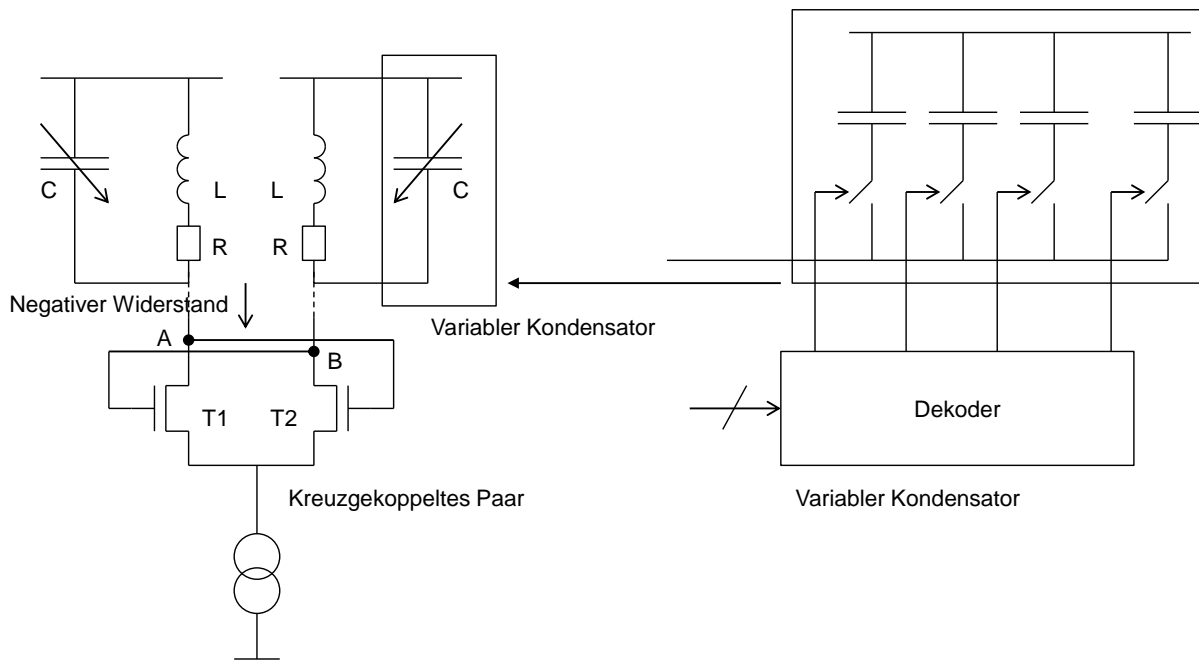 C
L
L
C
R
R
Negativer Widerstand
Variabler Kondensator
A
B
T1
T2
Dekoder
Kreuzgekoppeltes Paar
Variabler Kondensator